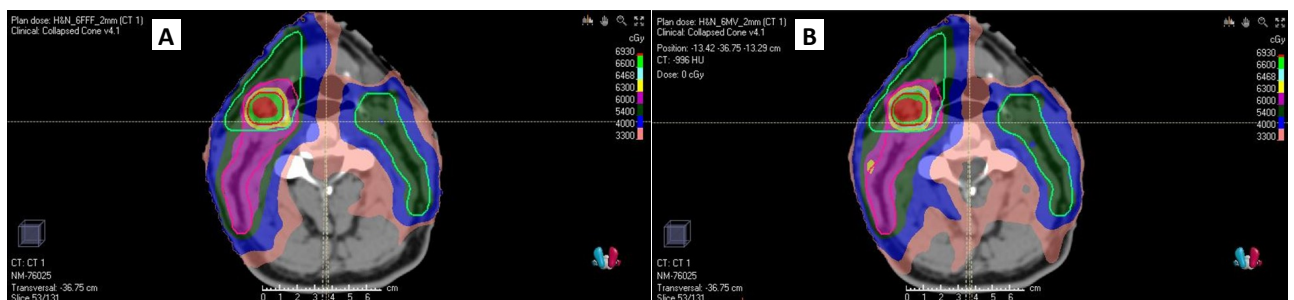 Plan dose: H&N_6FFF_2mm (CT 1)
Clinical: Collapsed Cone v4.1
A
cGy
6930
6600
6468
6300
6000
5400
4000
3300
CT: CT 1
NM-76025
Transversal: -36.75 cm
Slice 53/131
0 1 2 3 4 5 6 cm
Plan dose: H&N_6MV_2mm (CT 1)
Clinical: Collapsed Cone v4.1
Position: -13.42 -36.75 -13.29 cm
CT: -996 HU
Dose: 0 cGy
B
cGy
6930
6600
6468
6300
6000
5400
4000
3300
CT: CT 1
NM-76025
Transversal: -36.75 cm
Slice 53/131
0 1 2 3 4 5 6 cm